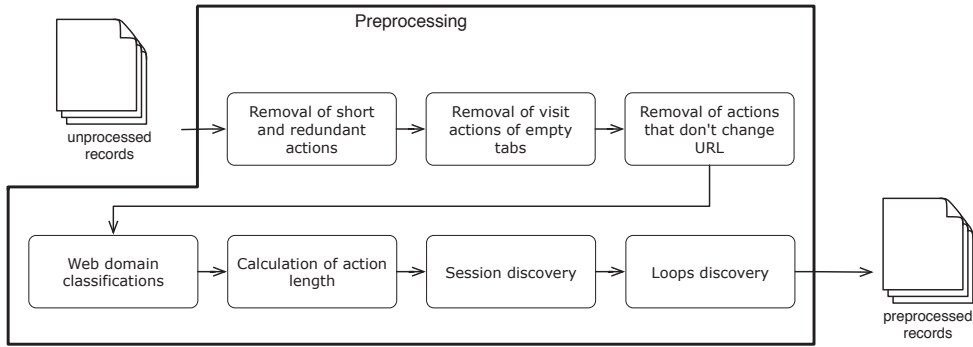 Preprocessing
unprocessed
records
Removal of short
and redundant
actions
Removal of visit
actions of empty
tabs
Removal of actions
that don't change
URL
Web domain
classifications
Calculation of action
length
Session discovery
Loops discovery
preprocessed
records